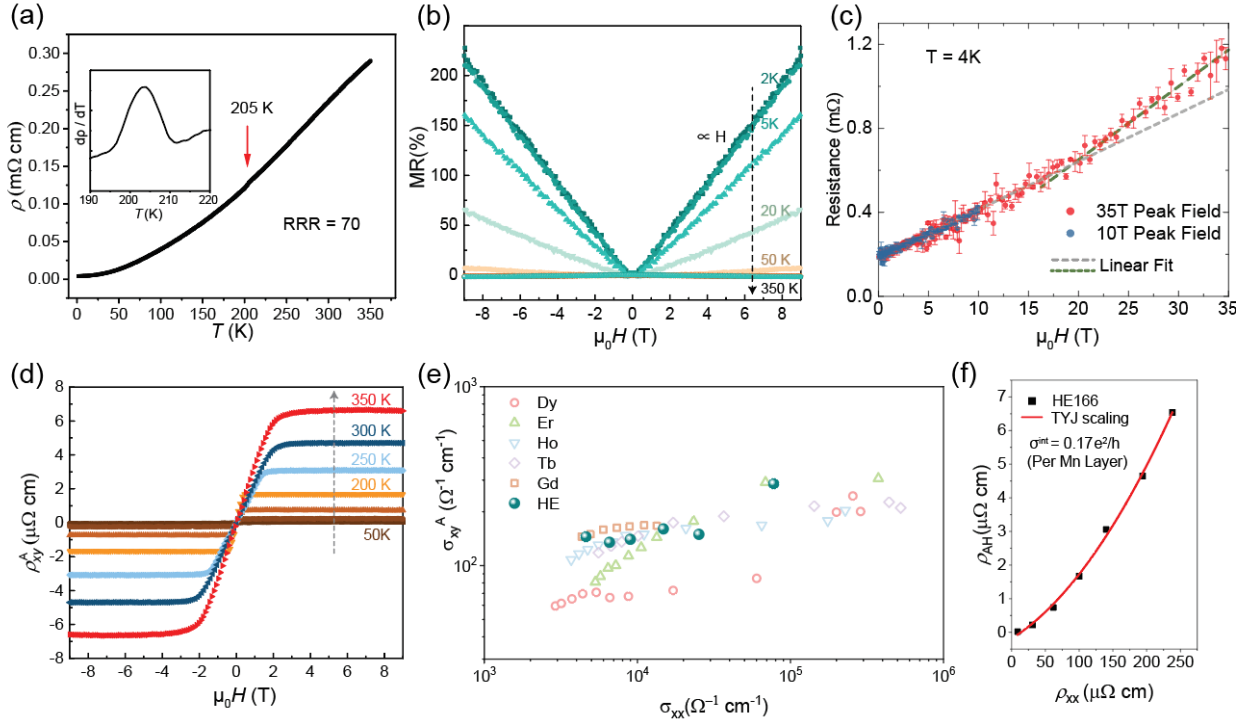 (a)
0.30
0.25
0.20
0.15
0.10
0.05
0.00
ρ (mΩ cm)
dρ / dT
190 200 210 220
T (K)
205 K
RRR = 70
0 50 100 150 200 250 300 350
T (K)
(b)
200
150
100
50
0
MR(%)
2K
5K
∝ H
20 K
50 K
350 K
-8 -6 -4 -2 0 2 4 6 8
μ₀H (T)
(c)
1.2
0.8
0.4
0.0
Resistance (mΩ)
T = 4K
35T Peak Field
10T Peak Field
Linear Fit
0 5 10 15 20 25 30 35
μ₀H (T)
(d)
8
6
4
2
0
-2
-4
-6
-8
ρxyᴬ (μΩ cm)
350 K
300 K
250 K
200 K
50K
-8 -6 -4 -2 0 2 4 6 8
μ₀H (T)
(e)
10³
10²
σxyᴬ (Ω⁻¹ cm⁻¹)
Dy
Er
Ho
Tb
Gd
HE
10³ 10⁴ 10⁵ 10⁶
σxx(Ω⁻¹ cm⁻¹)
(f)
7
6
5
4
3
2
1
0
ρAH (μΩ cm)
HE166
TYJ scaling
σⁱⁿᵗ = 0.17e²/h
(Per Mn Layer)
0 50 100 150 200 250
ρxx (μΩ cm)